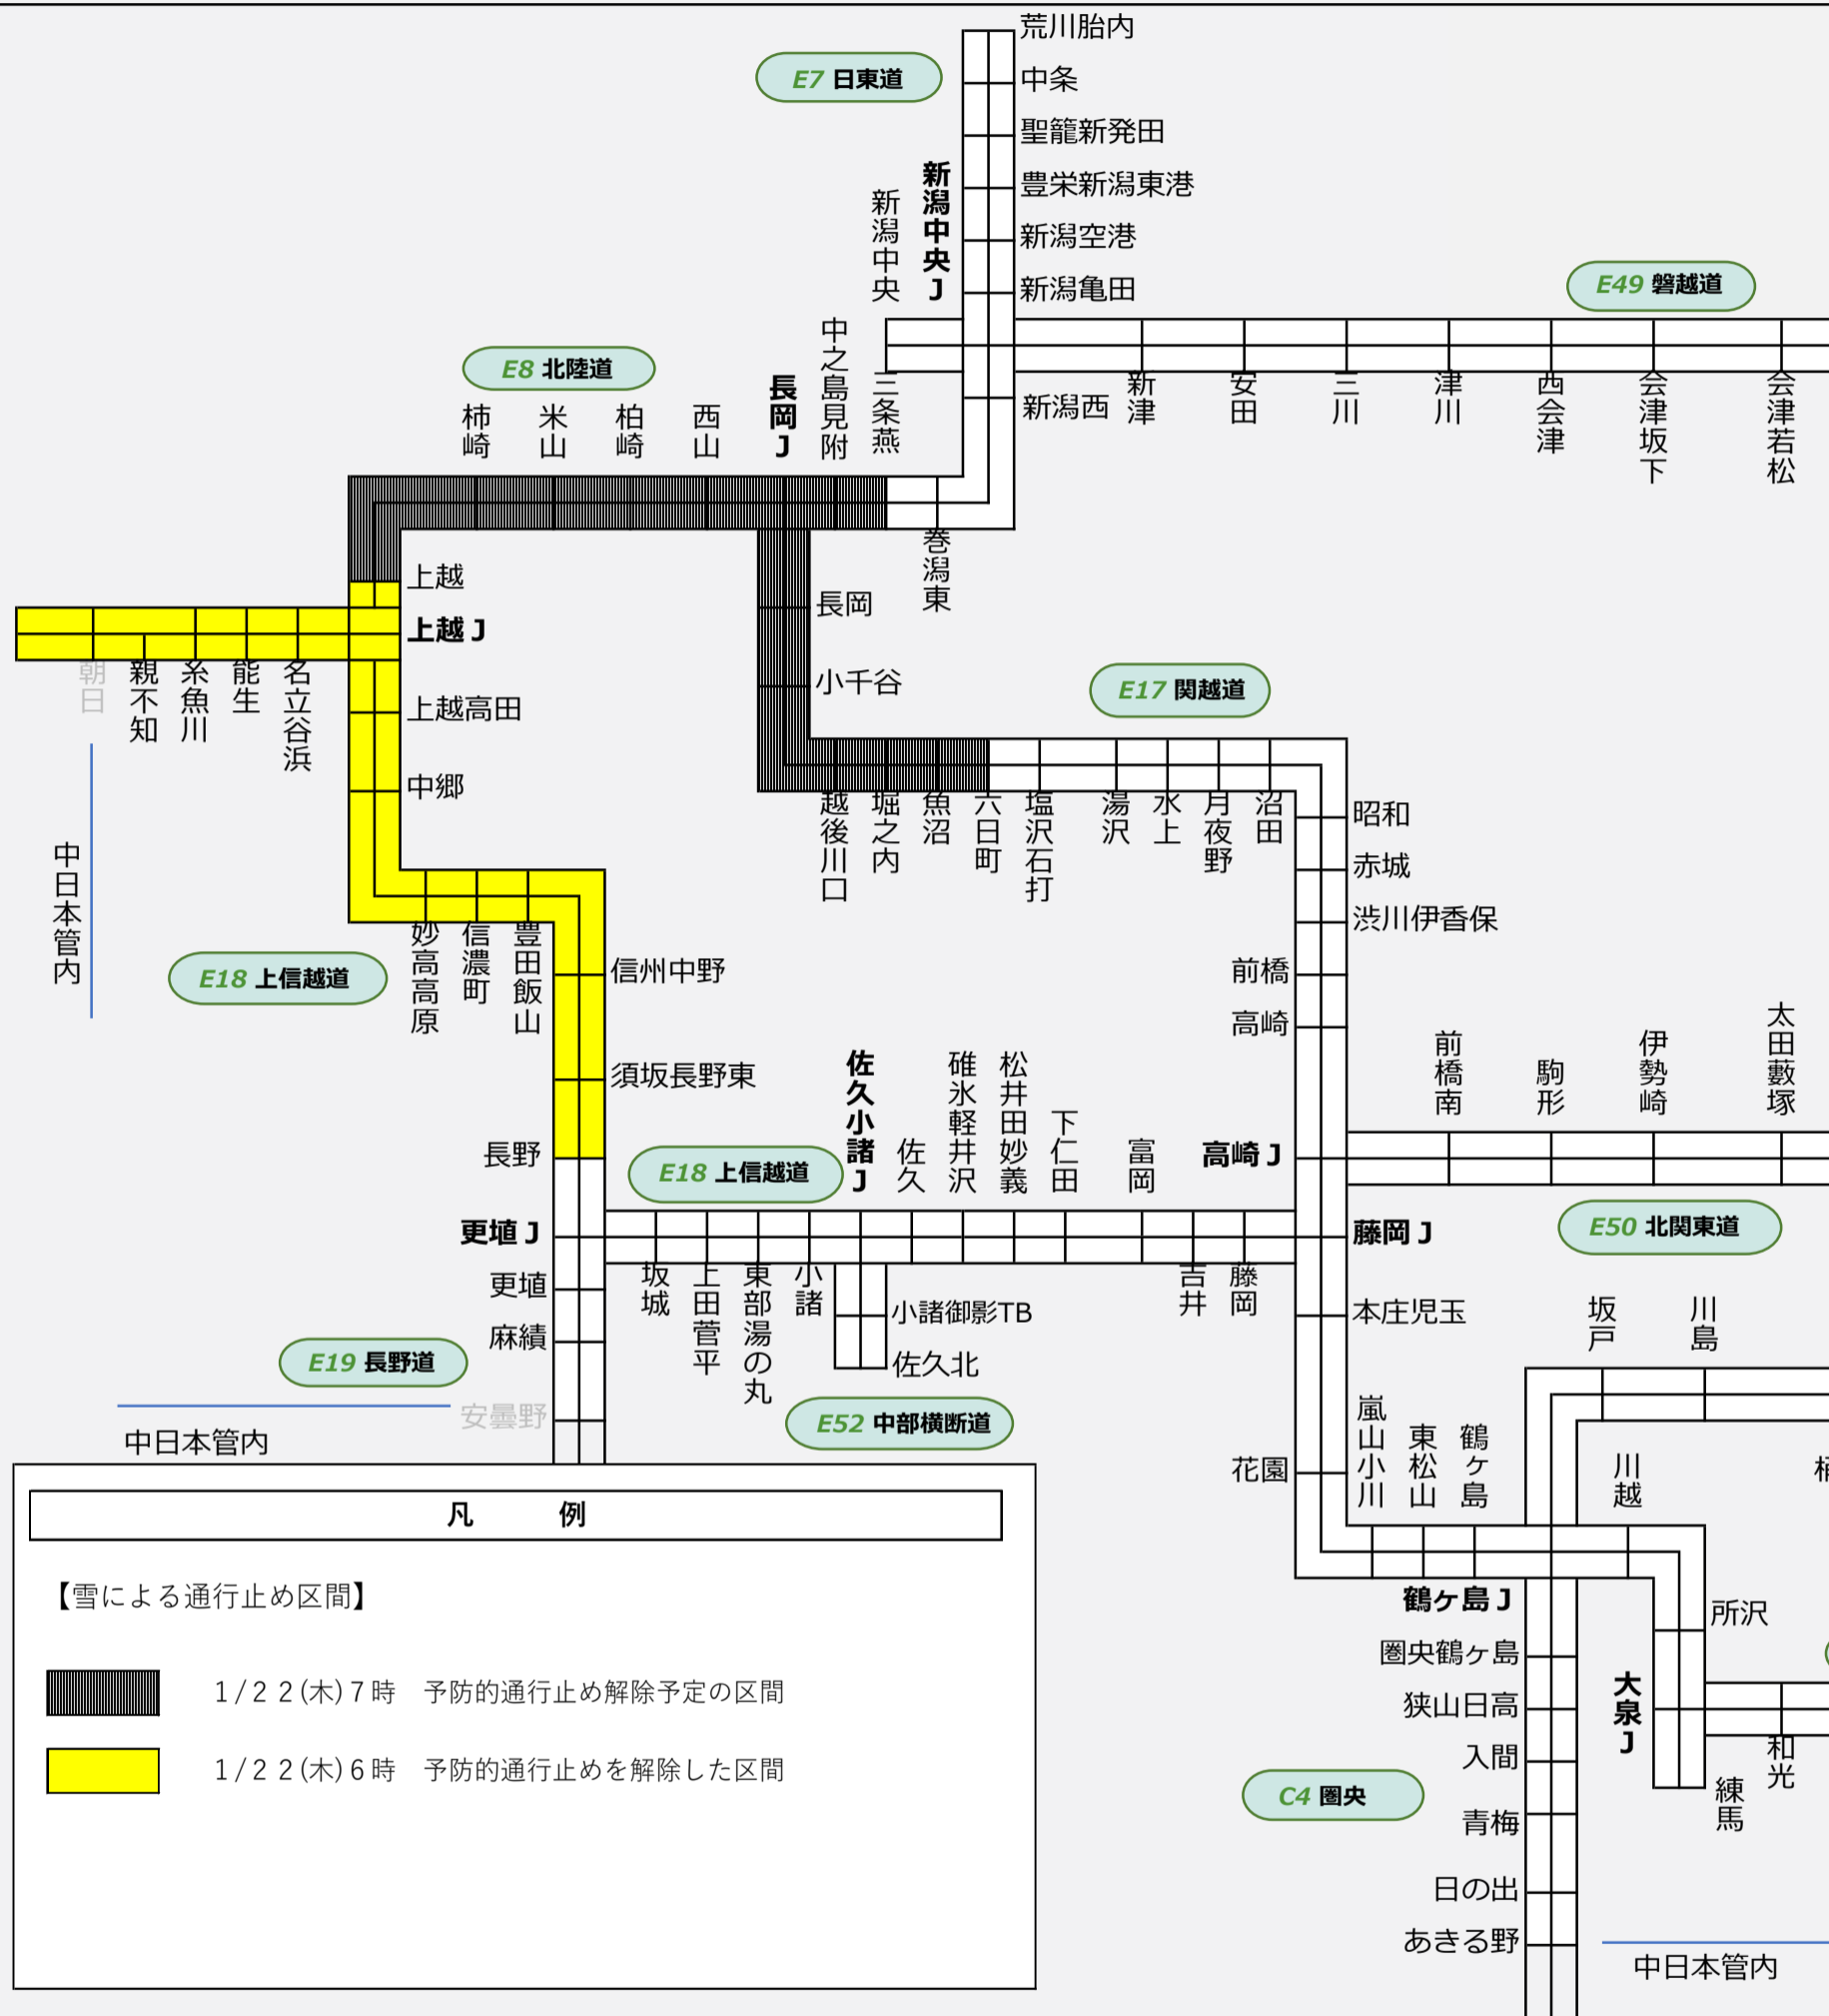 荒川胎内
E7 日東道
中条
聖籠新発田
新潟中央J
豊栄新潟東港
新潟中央
新潟空港
新潟亀田
E49 磐越道
E8 北陸道
柿崎
米山
柏崎
西山
長岡J
中之島見附
三条燕
新潟西
新津
安田
三川
津川
西会津
会津坂下
会津若松
巻潟東
上越
上越J
長岡
小千谷
朝日
親不知
糸魚川
能生
名立谷浜
上越高田
中郷
E17 関越道
越後川口
堀之内
魚沼
六日町
塩沢石打
湯沢
水上
月夜野
沼田
昭和
赤城
渋川伊香保
中日本管内
E18 上信越道
妙高高原
信濃町
豊田飯山
信州中野
前橋
高崎
須坂長野東
長野
E18 上信越道
佐久小諸J
佐久
碓氷軽井沢
松井田妙義
下仁田
富岡
高崎J
前橋南
駒形
伊勢崎
太田藪塚
更埴J
藤岡J
E50 北関東道
更埴
麻績
坂城
上田菅平
東部湯の丸
小諸
小諸御影TB
佐久北
吉井
藤岡
本庄児玉
坂戸
川島
E19 長野道
安曇野
中日本管内
E52 中部横断道
花園
嵐山小川
東松山
鶴ヶ島
川越
凡 例
【雪による通行止め区間】
1/22(木)7時 予防的通行止め解除予定の区間
1/22(木)6時 予防的通行止めを解除した区間
鶴ヶ島J
所沢
圏央鶴ヶ島
狭山日高
大泉J
入間
和光
練馬
C4 圏央
青梅
日の出
あきる野
中日本管内